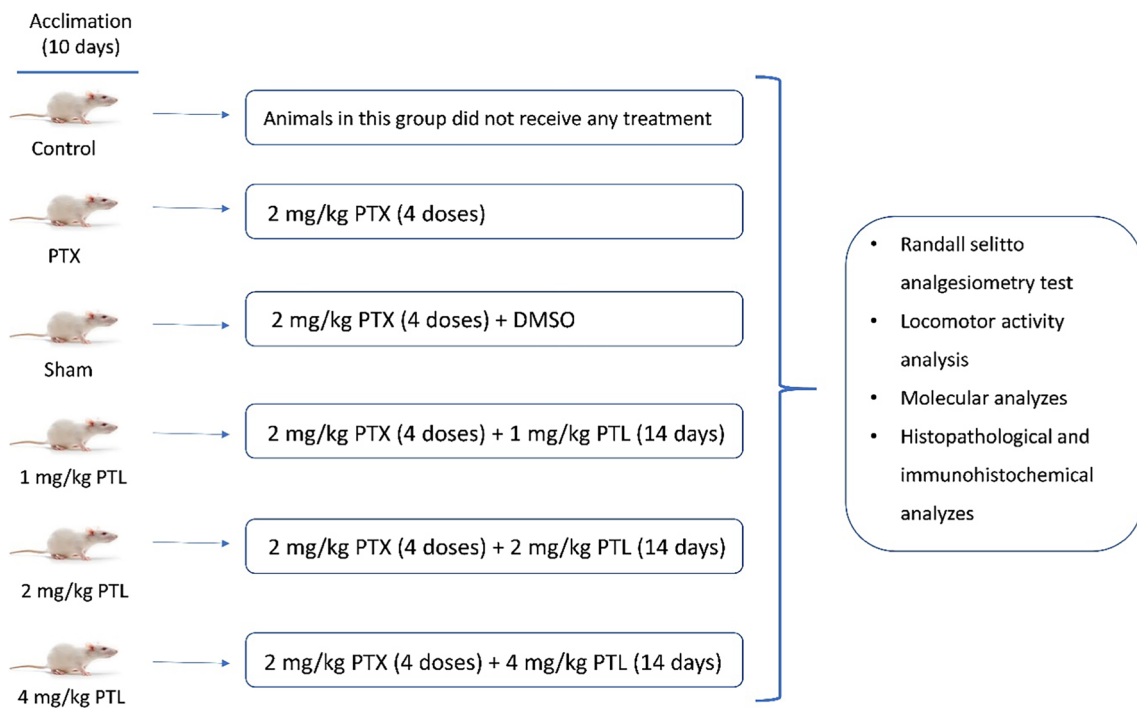 Acclimation
(10 days)
Control
Animals in this group did not receive any treatment
PTX
2 mg/kg PTX (4 doses)
Sham
2 mg/kg PTX (4 doses) + DMSO
1 mg/kg PTL
2 mg/kg PTX (4 doses) + 1 mg/kg PTL (14 days)
2 mg/kg PTL
2 mg/kg PTX (4 doses) + 2 mg/kg PTL (14 days)
4 mg/kg PTL
2 mg/kg PTX (4 doses) + 4 mg/kg PTL (14 days)
• Randall selitto
analgesiometry test
• Locomotor activity
analysis
• Molecular analyzes
• Histopathological and
immunohistochemical
analyzes